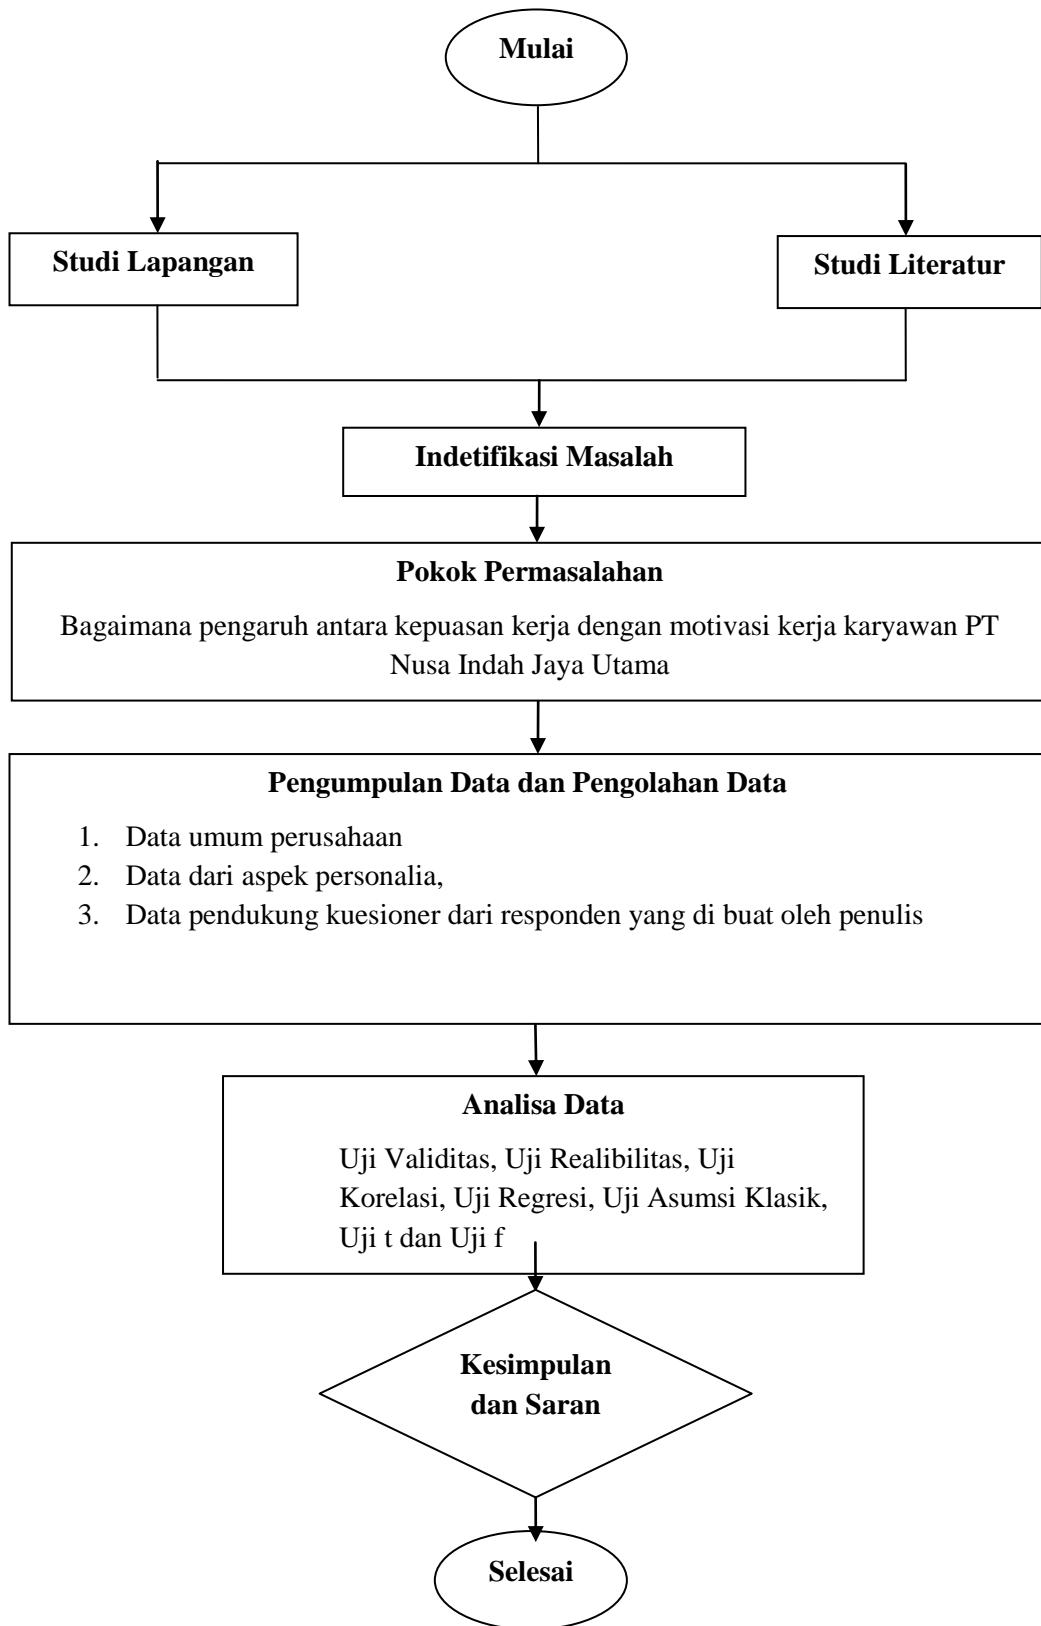 Mulai
Studi Lapangan
Studi Literatur
Indetifikasi Masalah
Pokok Permasalahan
Bagaimana pengaruh antara kepuasan kerja dengan motivasi kerja karyawan PT
Nusa Indah Jaya Utama
Pengumpulan Data dan Pengolahan Data
1. Data umum perusahaan
2. Data dari aspek personalia,
3. Data pendukung kuesioner dari responden yang di buat oleh penulis
Analisa Data
Uji Validitas, Uji Realibilitas, Uji
Korelasi, Uji Regresi, Uji Asumsi Klasik,
Uji t dan Uji f
Kesimpulan
dan Saran
Selesai